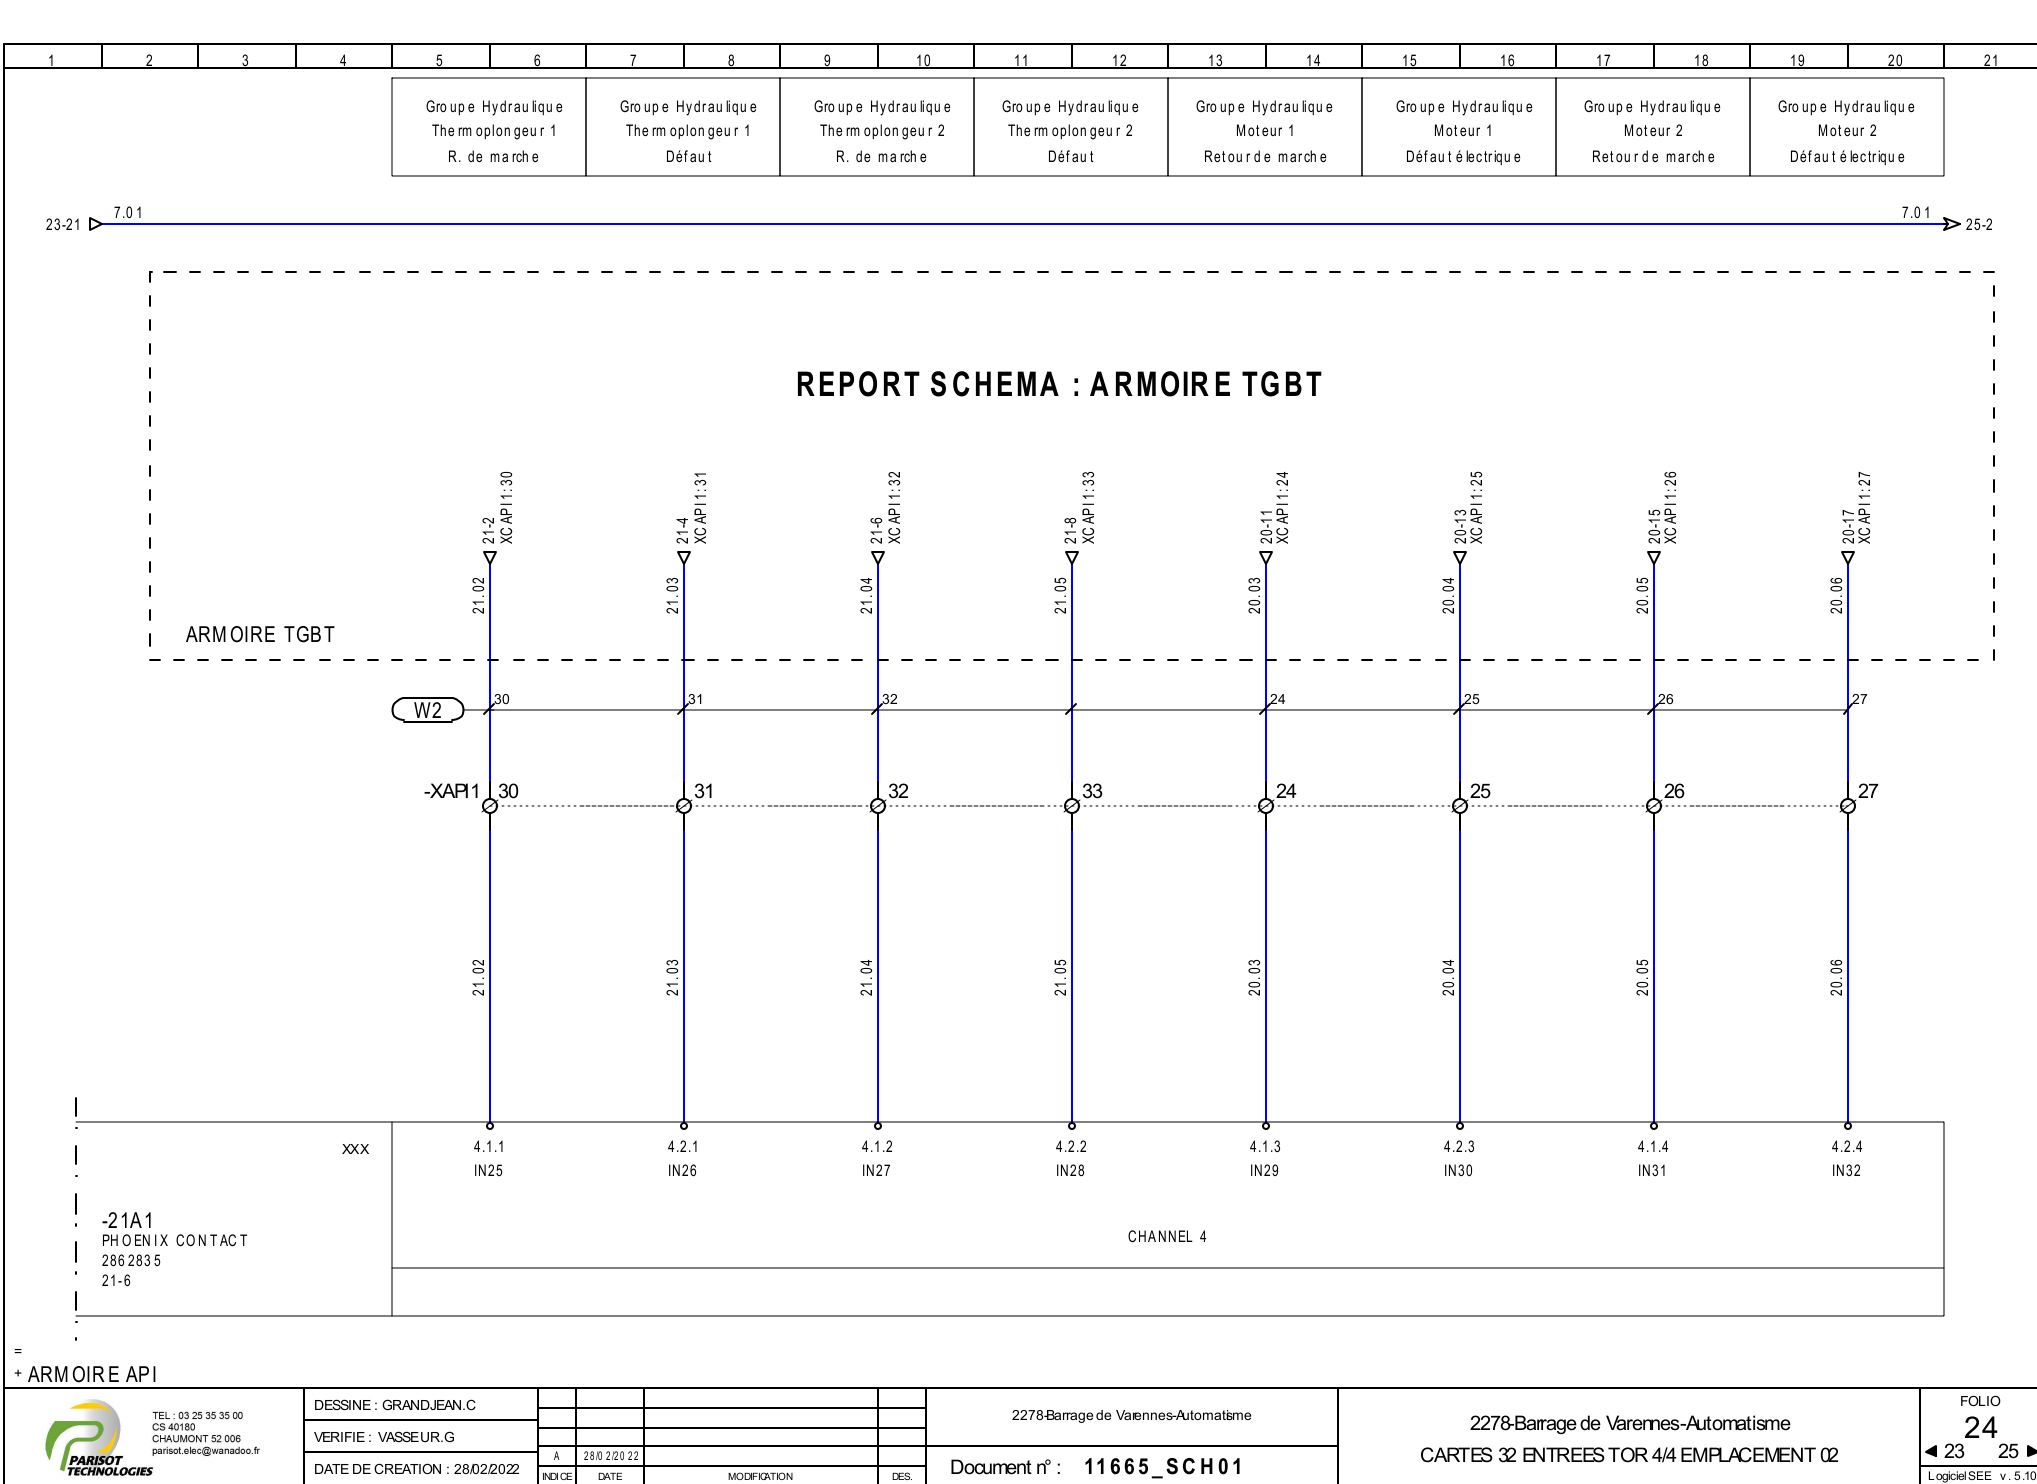 1 2 3 4 5 6 7 8 9 10 11 12 13 14 15 16 17 18 19 20 21
Groupe Hydraulique Groupe Hydraulique Groupe Hydraulique Groupe Hydraulique Groupe Hydraulique Groupe Hydraulique Groupe Hydraulique Groupe Hydraulique
Thermoplongeur 1 Thermoplongeur 1 Thermoplongeur 2 Thermoplongeur 2 Moteur 1 Moteur 1 Moteur 2 Moteur 2
R. de marche Défaut R. de marche Défaut Retour de marche Défaut électrique Retour de marche Défaut électrique
7.01 7.01
23-21 25-2
REPORT SCHEMA : ARMOIRE TGBT
21-2 21-4 21-6 21-8 20-11 20-13 20-15 20-17
XCAPI1:30 XCAPI1:31 XCAPI1:32 XCAPI1:33 XCAPI1:24 XCAPI1:25 XCAPI1:26 XCAPI1:27
21.02 21.03 21.04 21.05 20.03 20.04 20.05 20.06
ARMOIRE TGBT
W2 30 31 32 24 25 26 27
-XAPI1 30 31 32 33 24 25 26 27
21.02 21.03 21.04 21.05 20.03 20.04 20.05 20.06
XXX 4.1.1 4.2.1 4.1.2 4.2.2 4.1.3 4.2.3 4.1.4 4.2.4
IN25 IN26 IN27 IN28 IN29 IN30 IN31 IN32
-21A1
PHOENIX CONTACT
2862835
21-6
CHANNEL 4
=
+ ARMOIRE API
PARISOT
TECHNOLOGIES
TEL : 03 25 35 35 00
CS 40180
CHAUMONT 52 006
parisot.elec@wanadoo.fr
DESSINE : GRANDJEAN.C
VERIFIE : VASSEUR.G
DATE DE CREATION : 28/02/2022
A 28/02/2022
INDICE DATE MODIFICATION DES.
2278-Barrage de Varennes-Automatisme
Document n° : 11665_SCH01
2278-Barrage de Varennes-Automatisme
CARTES 32 ENTREES TOR 4/4 EMPLACEMENT 02
FOLIO
24
23 25
Logiciel SEE v. 5.10